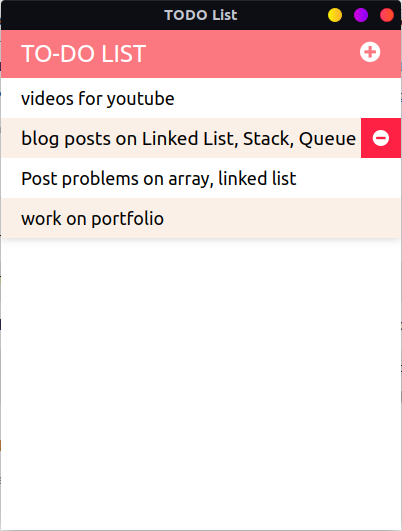 TODO List
TO-DO LIST
videos for youtube
blog posts on Linked List, Stack, Queue
Post problems on array, linked list
work on portfolio